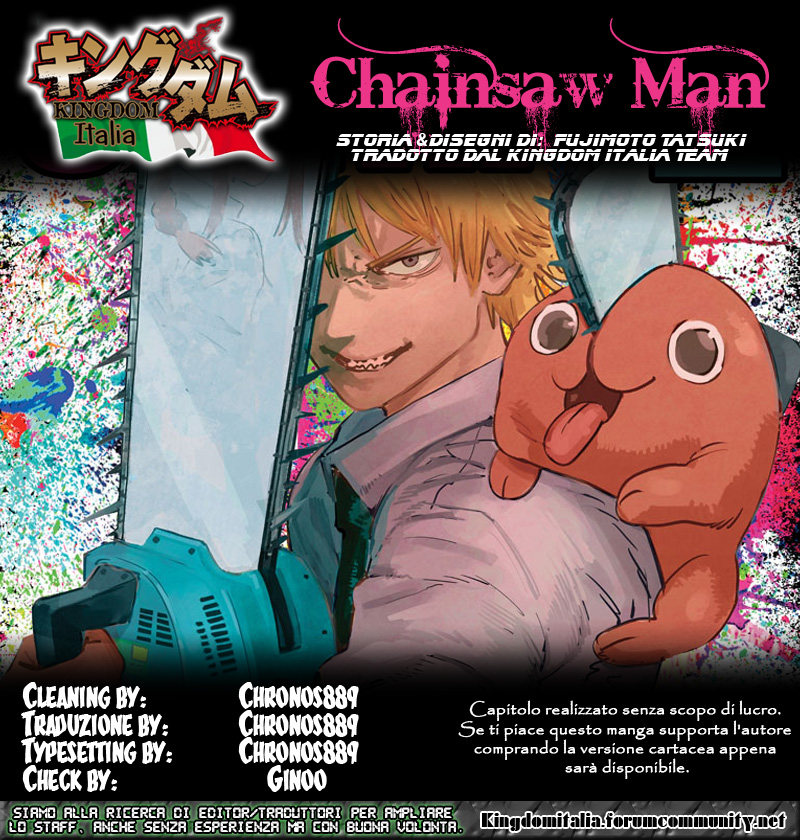 キングダム
KINGDOM
Italia
Chainsaw Man
STORIA &DISEGNI DI: FUJIMOTO TATSUKI
TRADOTTO DAL KINGDOM ITALIA TEAM
CLEANING BY: CHRONOS889
TRADUZIONE BY: CHRONOS889
TYPESETTING BY: CHRONOS889
CHECK BY: GINOO
Capitolo realizzato senza scopo di lucro.
Se ti piace questo manga supporta l'autore
comprando la versione cartacea appena
sarà disponibile.
SIAMO ALLA RICERCA DI EDITOR/TRADUTTORI PER AMPLIARE
LO STAFF, ANCHE SENZA ESPERIENZA MA CON BUONA VOLONTA.
Kingdomitalia.forumcommunity.net